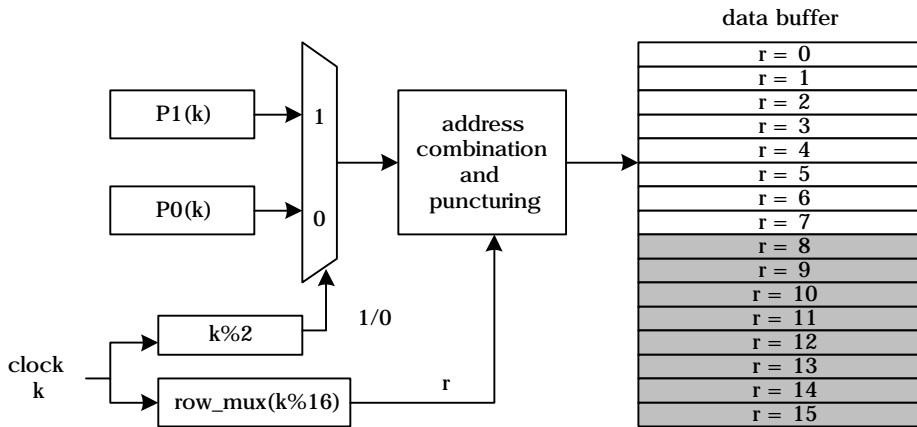 data buffer
r = 0
r = 1
r = 2
r = 3
r = 4
r = 5
r = 6
r = 7
r = 8
r = 9
r = 10
r = 11
r = 12
r = 13
r = 14
r = 15
P1(k)
1
P0(k)
0
address
combination
and
puncturing
k%2
1/0
clock
k
row_mux(k%16)
r